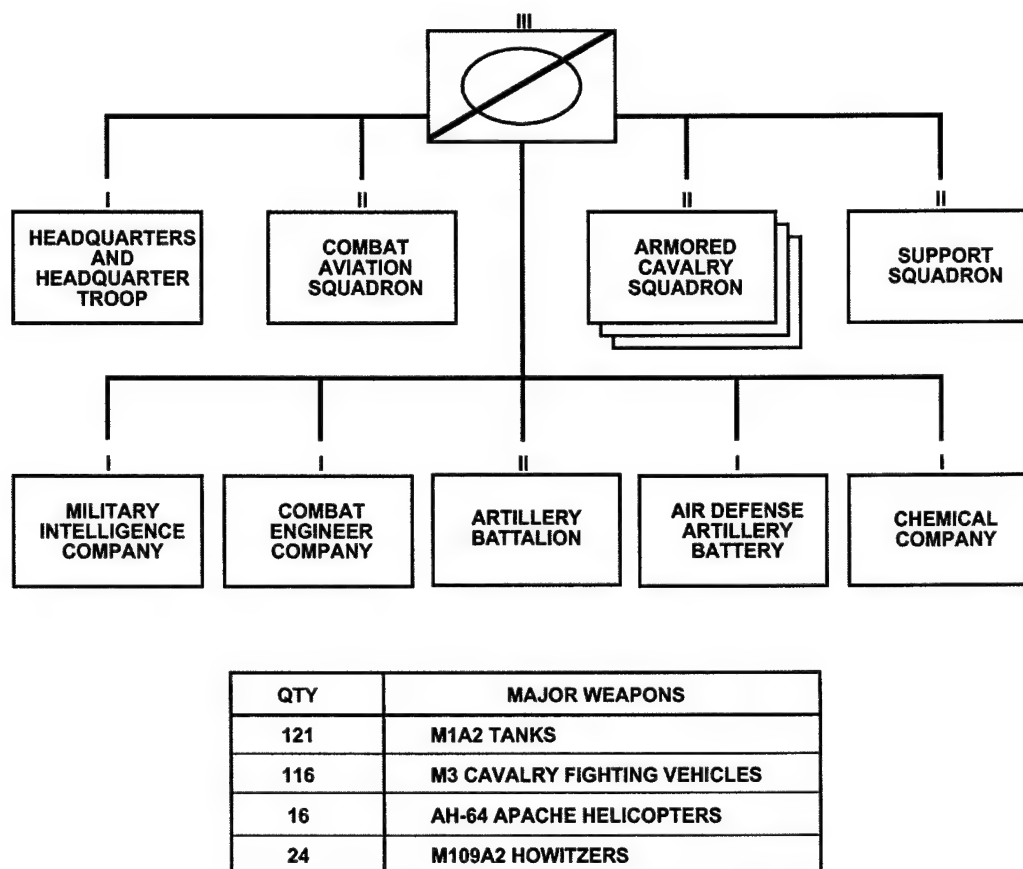 III
I
HEADQUARTERS
AND
HEADQUARTER
TROOP
II
COMBAT
AVIATION
SQUADRON
II
ARMORED
CAVALRY
SQUADRON
II
SUPPORT
SQUADRON
I
MILITARY
INTELLIGENCE
COMPANY
I
COMBAT
ENGINEER
COMPANY
II
ARTILLERY
BATTALION
I
AIR DEFENSE
ARTILLERY
BATTERY
I
CHEMICAL
COMPANY
QTY MAJOR WEAPONS
121 M1A2 TANKS
116 M3 CAVALRY FIGHTING VEHICLES
16 AH-64 APACHE HELICOPTERS
24 M109A2 HOWITZERS